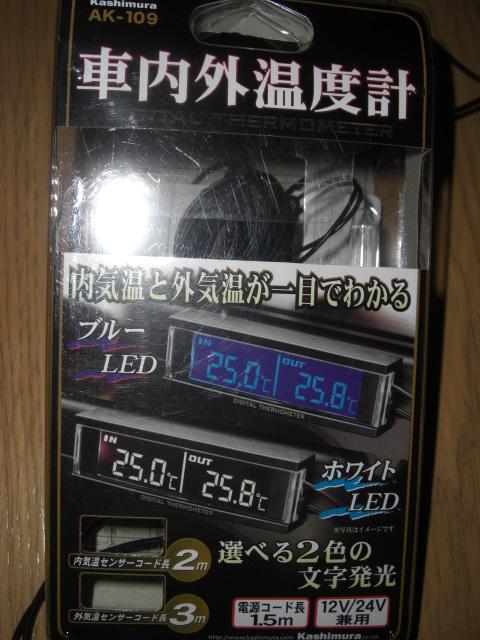 Kashimura
AK-109
車内外温度計
DIGITAL THERMOMETER
内気温と外気温が一目でわかる
ブルー
LED
IN
25.0℃
OUT
25.8℃
DIGITAL THERMOMETER
IN
25.0℃
OUT
25.8℃
DIGITAL THERMOMETER
ホワイト
LED
※写真はイメージです
内気温センサーコード長 2m
選べる2色の
文字発光
外気温センサーコード長 3m
電源コード長
1.5m
12V/24V
兼用
http://www.kashimura.com
Kashimura